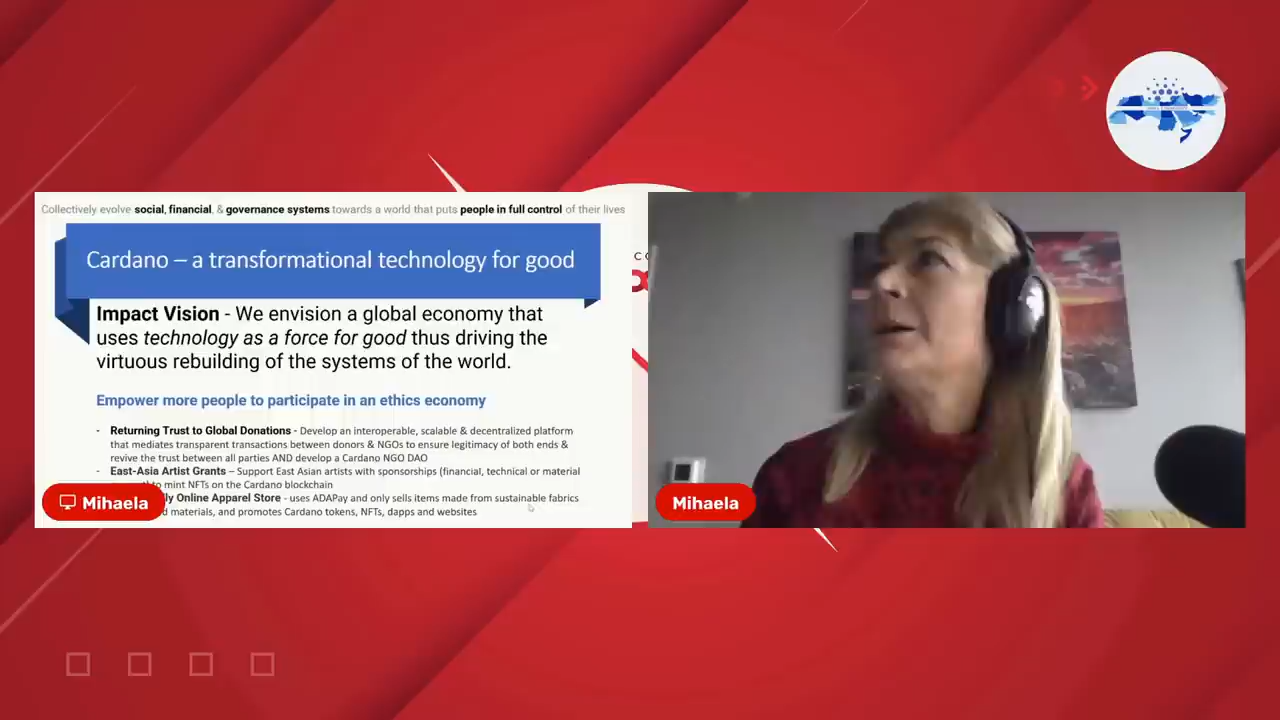 Collectively evolve social, financial, & governance systems towards a world that puts people in full control of their lives
Cardano – a transformational technology for good
Impact Vision - We envision a global economy that
uses technology as a force for good thus driving the
virtuous rebuilding of the systems of the world.
Empower more people to participate in an ethics economy
- Returning Trust to Global Donations - Develop an interoperable, scalable & decentralized platform
that mediates transparent transactions between donors & NGOs to ensure legitimacy of both ends &
revive the trust between all parties AND develop a Cardano NGO DAO
- East-Asia Artist Grants – Support East Asian artists with sponsorships (financial, technical or material
to mint NFTs on the Cardano blockchain
Online Apparel Store - uses ADAPay and only sells items made from sustainable fabrics
materials, and promotes Cardano tokens, NFTs, dapps and websites
Mihaela
Mihaela